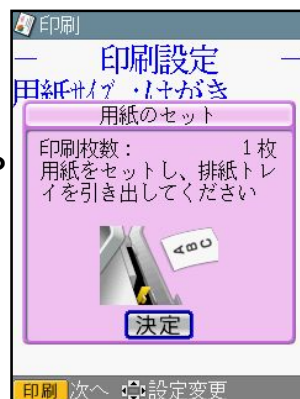 印刷
印刷設定
用紙サイズ:はがき
用紙のセット
印刷枚数: 1枚
用紙をセットし、排紙トレ
イを引き出してください
ABC
決定
印刷 次へ 設定変更